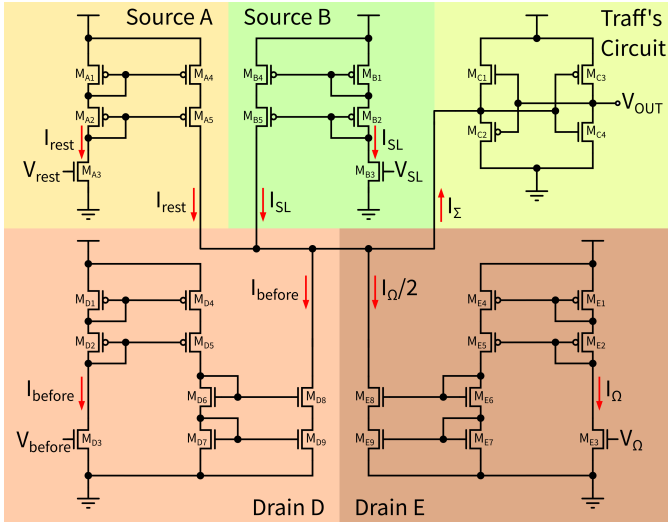 Source A
Source B
Traff's
Circuit
M_A1
M_A4
M_B4
M_B1
M_C1
M_C3
V_OUT
M_A2
M_A5
M_B5
M_B2
M_C2
M_C4
I_rest
I_SL
V_rest
M_A3
M_B3
V_SL
I_rest
I_SL
I_Σ
I_before
I_Ω/2
M_D1
M_D4
M_E4
M_E1
M_D2
M_D5
M_E5
M_E2
I_before
M_D6
M_D8
M_E8
M_E6
I_Ω
V_before
M_D3
M_D7
M_D9
M_E9
M_E7
M_E3
V_Ω
Drain D
Drain E